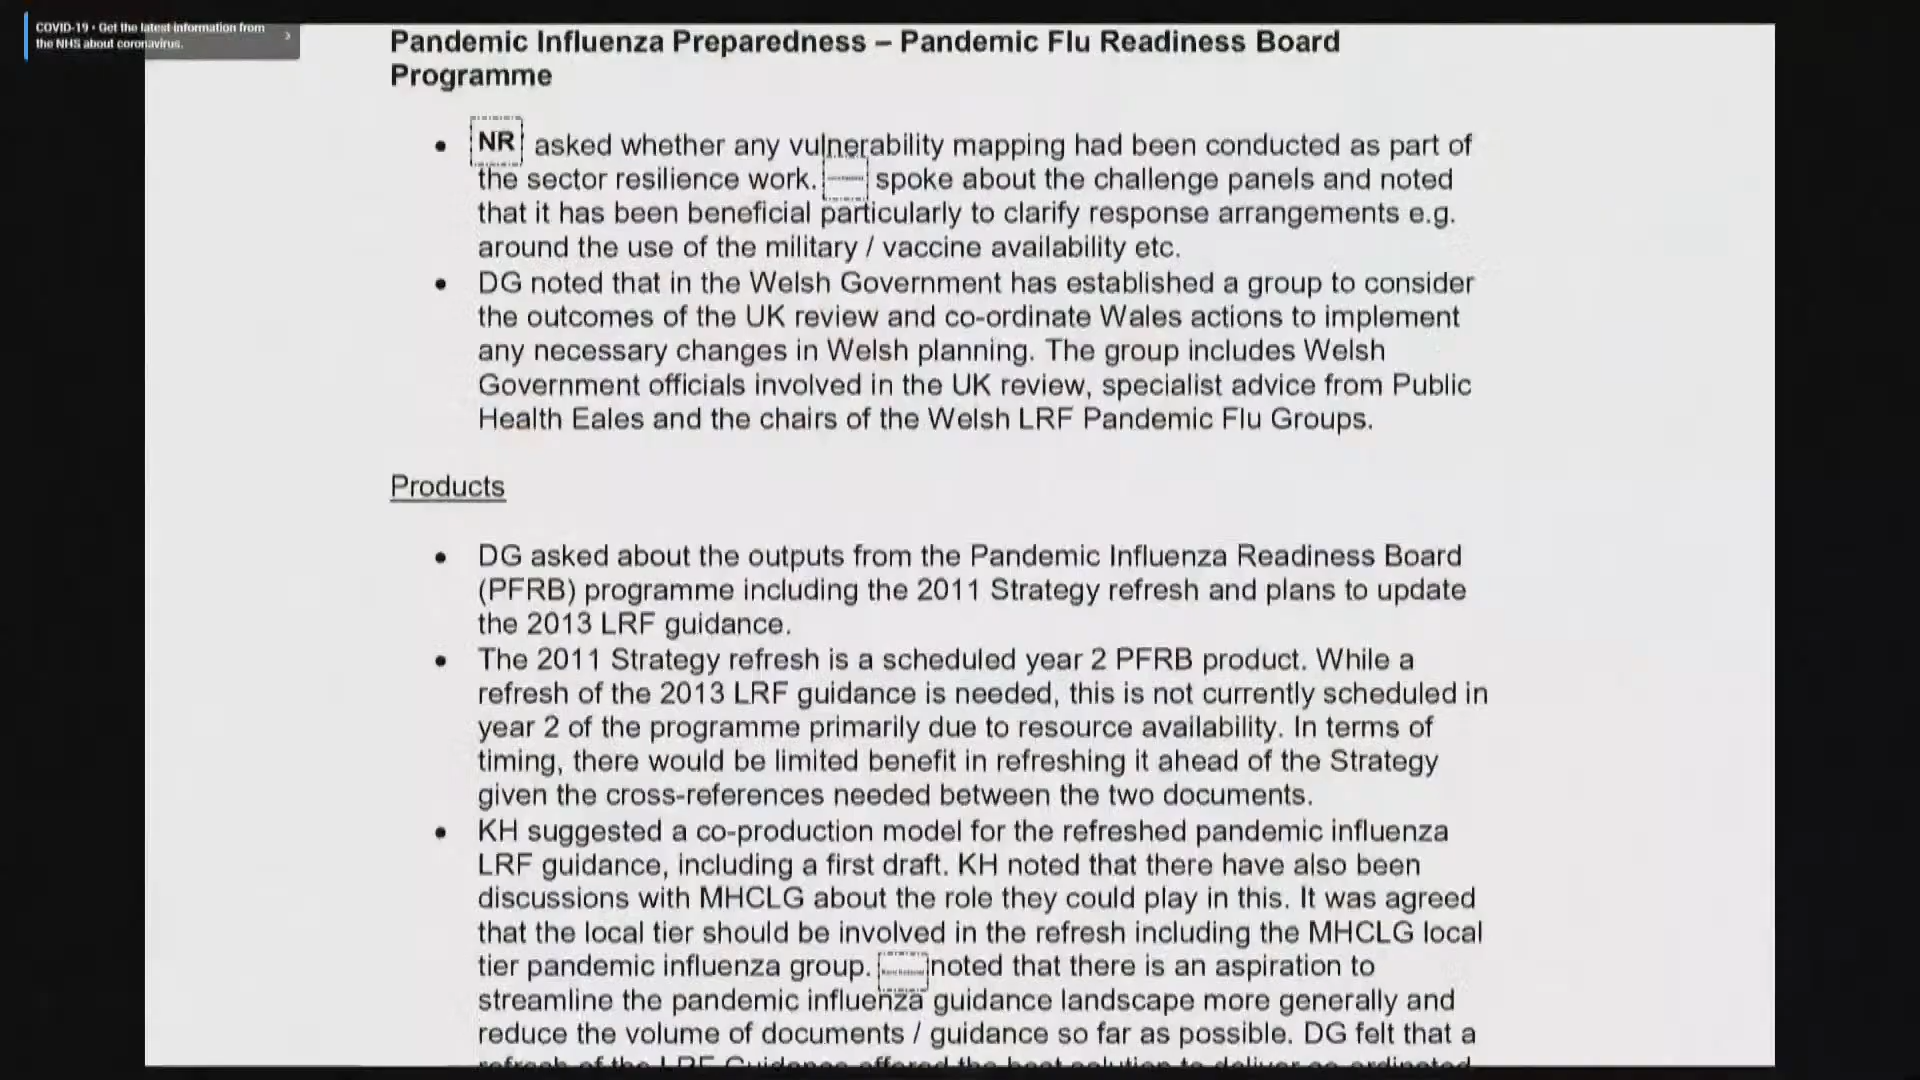 COVID-19 • Get the latest information from
the NHS about coronavirus.
Pandemic Influenza Preparedness – Pandemic Flu Readiness Board
Programme
• NR asked whether any vulnerability mapping had been conducted as part of
the sector resilience work. spoke about the challenge panels and noted
that it has been beneficial particularly to clarify response arrangements e.g.
around the use of the military / vaccine availability etc.
• DG noted that in the Welsh Government has established a group to consider
the outcomes of the UK review and co-ordinate Wales actions to implement
any necessary changes in Welsh planning. The group includes Welsh
Government officials involved in the UK review, specialist advice from Public
Health Eales and the chairs of the Welsh LRF Pandemic Flu Groups.
Products
• DG asked about the outputs from the Pandemic Influenza Readiness Board
(PFRB) programme including the 2011 Strategy refresh and plans to update
the 2013 LRF guidance.
• The 2011 Strategy refresh is a scheduled year 2 PFRB product. While a
refresh of the 2013 LRF guidance is needed, this is not currently scheduled in
year 2 of the programme primarily due to resource availability. In terms of
timing, there would be limited benefit in refreshing it ahead of the Strategy
given the cross-references needed between the two documents.
• KH suggested a co-production model for the refreshed pandemic influenza
LRF guidance, including a first draft. KH noted that there have also been
discussions with MHCLG about the role they could play in this. It was agreed
that the local tier should be involved in the refresh including the MHCLG local
tier pandemic influenza group. noted that there is an aspiration to
streamline the pandemic influenza guidance landscape more generally and
reduce the volume of documents / guidance so far as possible. DG felt that a
refresh of the LRF Guidance offered the best solution to deliver co-ordinated